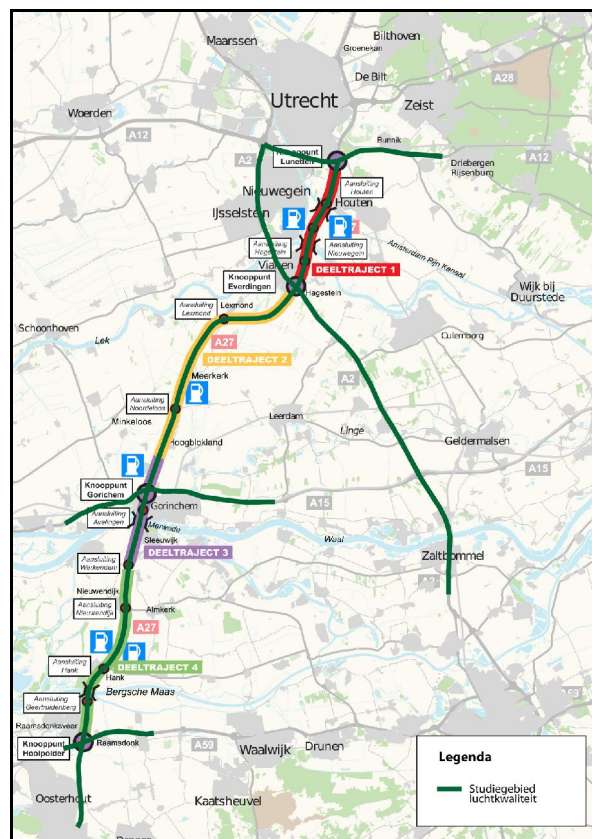 Maarssen
Bilthoven
Groenekan
De Bilt
A28
Utrecht
Zeist
Woerden
A12
A2
Bunnik
Knooppunt
Lunetten
A12
Driebergen
Rijsenburg
Nieuwegein
Aansluiting
Houten
Houten
IJsselstein
Aansluiting
Hagestein
Aansluiting
Nieuwegein
Amsterdam Rijn Kanaal
Vianen
DEELTRAJECT 1
Knooppunt
Everdingen
Hagestein
Wijk bij
Duurstede
Aansluiting
Lexmond
Lexmond
Schoonhoven
Lek
A27
Culemborg
DEELTRAJECT 2
A2
Meerkerk
Aansluiting
Noordeloos
Minkeloos
Leerdam
Linge
Hoogblokland
Geldermalsen
A15
Knooppunt
Gorichem
Gorinchem
A15
Aansluiting
Avelingen
Merwede
Sleeuwijk
DEELTRAJECT 3
Waal
Zaltbommel
Aansluiting
Werkendam
Nieuwendijk
Aansluiting
Nieuwendijk
Almkerk
A27
DEELTRAJECT 4
Aansluiting
Hank
Hank
Bergsche Maas
Aansluiting
Geertruidenberg
Raamsdonksveer
Knooppunt
Hooipolder
Raamsdonk
A59
Waalwijk
Drunen
A59
Oosterhout
Kaatsheuvel
Legenda
Studiegebied
luchtkwaliteit